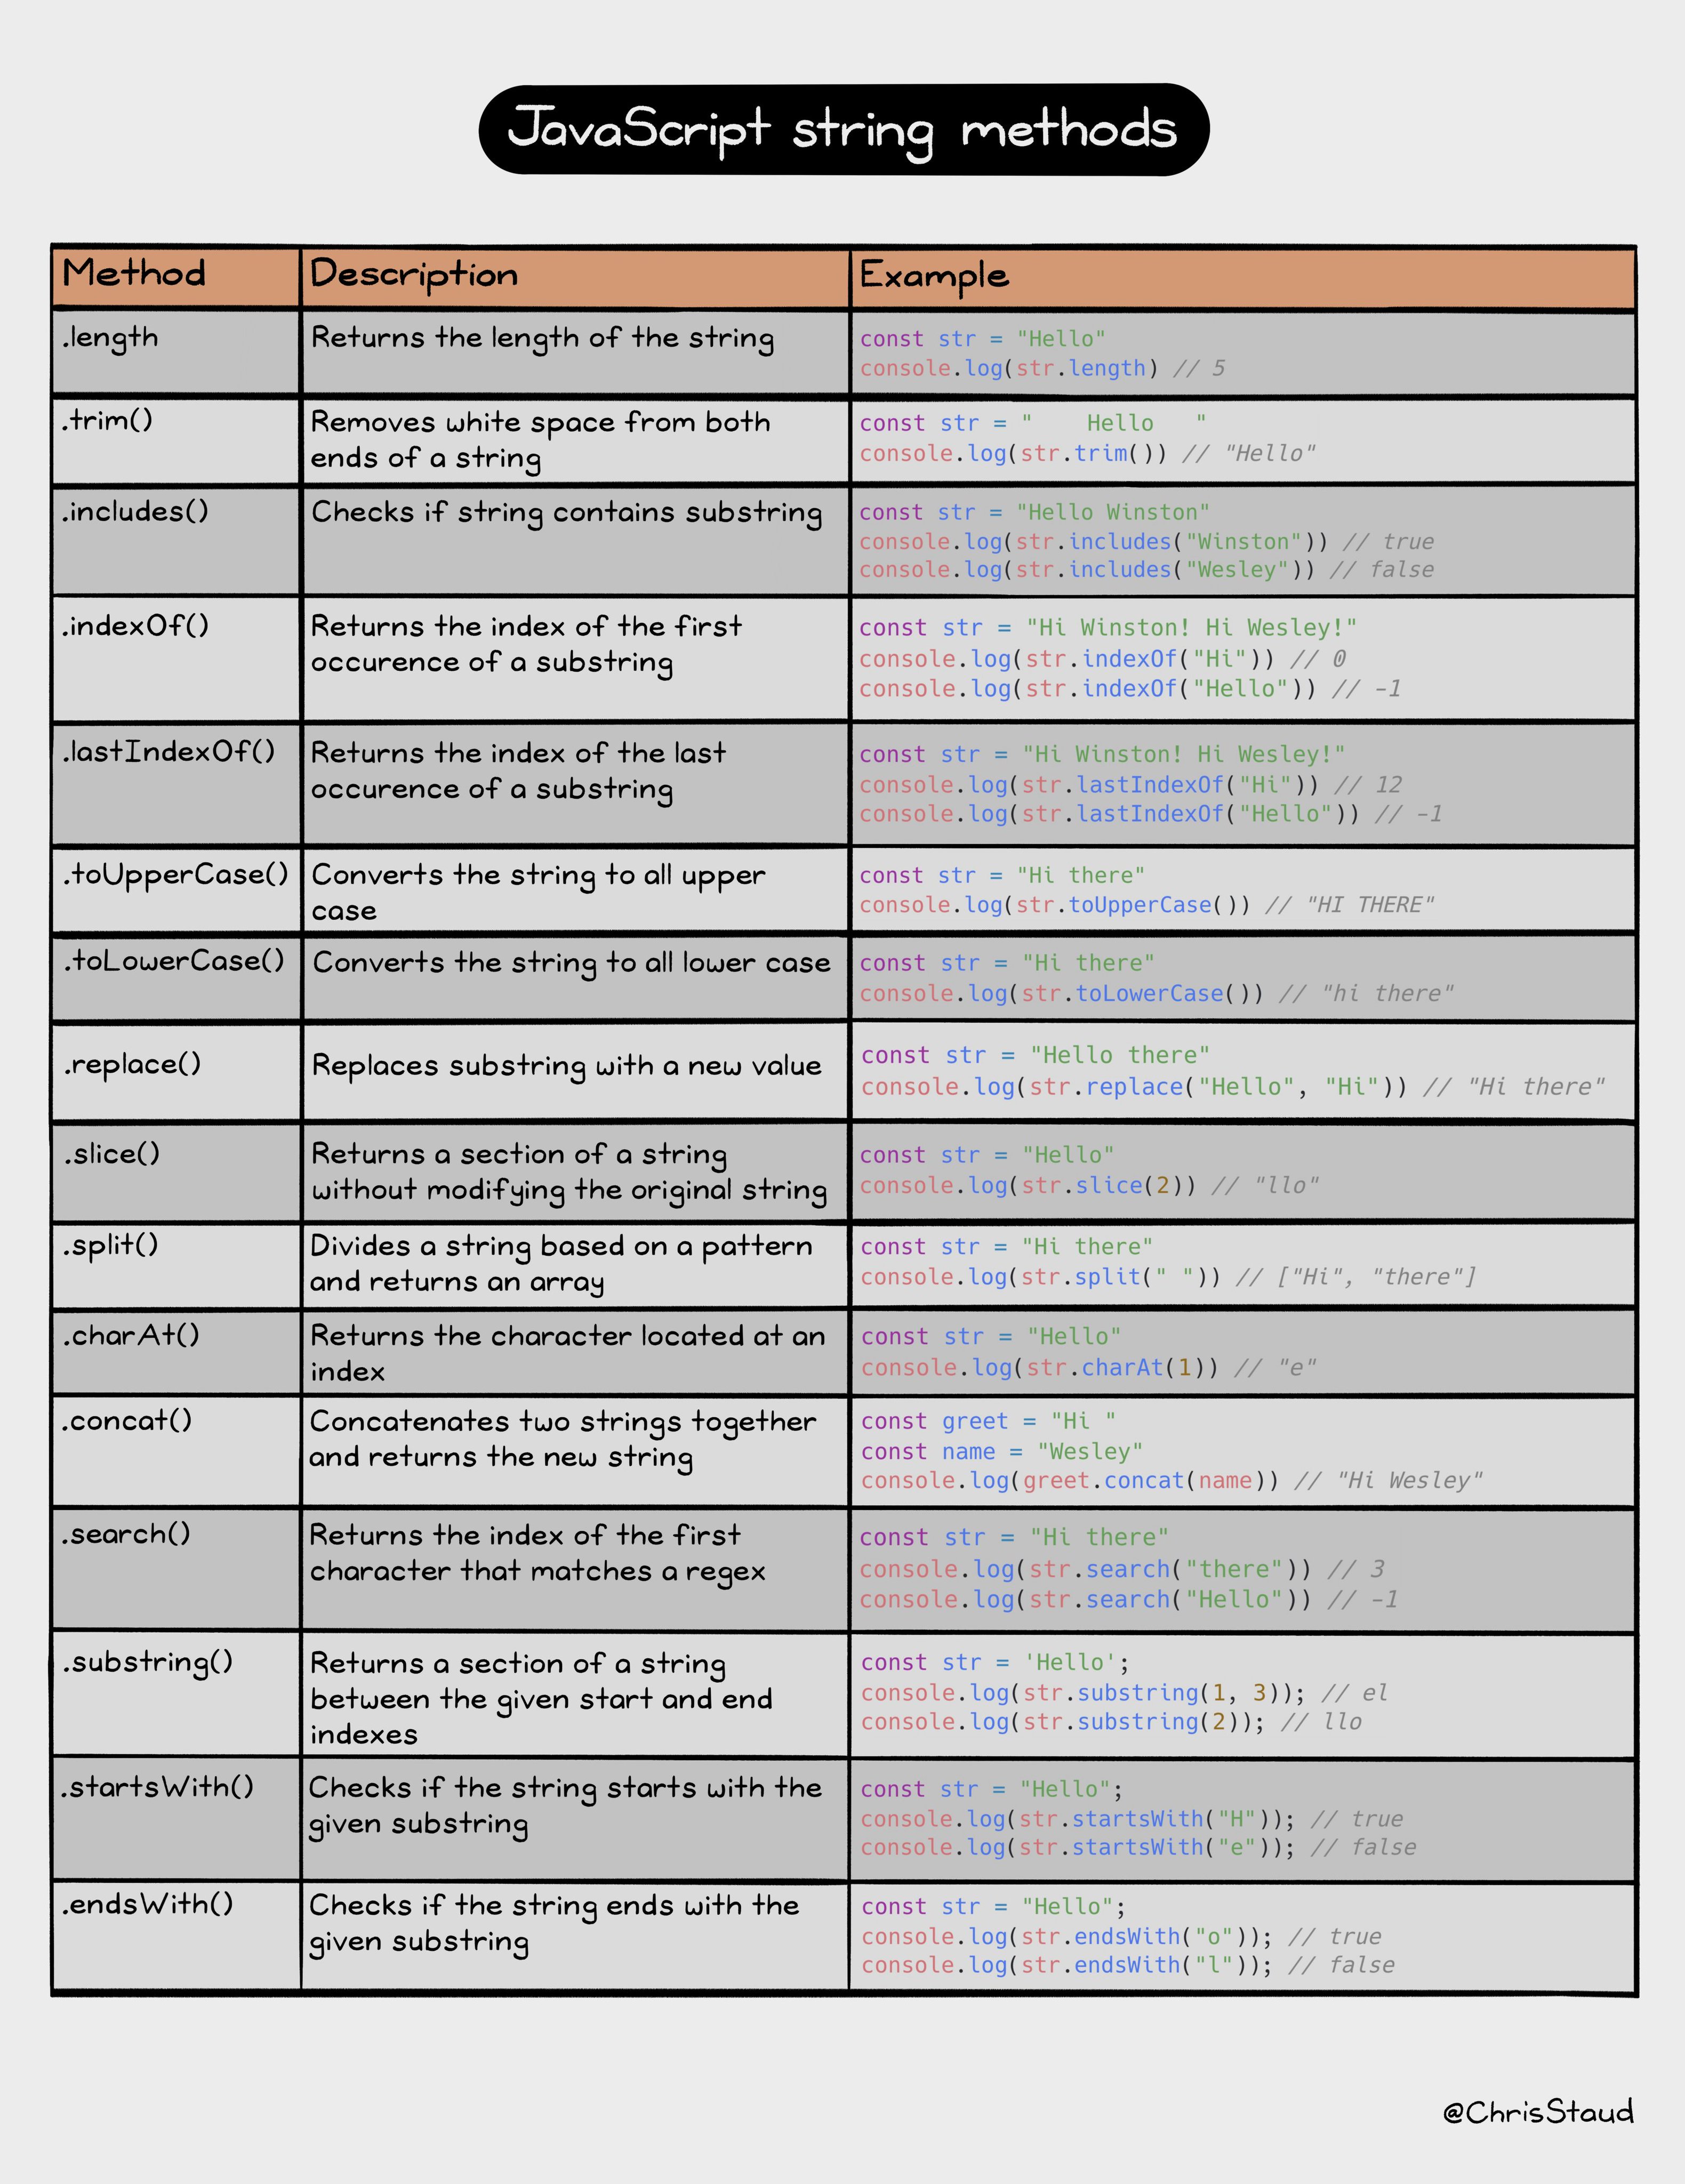 JavaScript string methods
Method
Description
Example
.length
Returns the length of the string
const str = "Hello"
console.log(str.length) // 5
.trim()
Removes white space from both
ends of a string
const str = "    Hello   "
console.log(str.trim()) // "Hello"
.includes()
Checks if string contains substring
const str = "Hello Winston"
console.log(str.includes("Winston")) // true
console.log(str.includes("Wesley")) // false
.indexOf()
Returns the index of the first
occurence of a substring
const str = "Hi Winston! Hi Wesley!"
console.log(str.indexOf("Hi")) // 0
console.log(str.indexOf("Hello")) // -1
.lastIndexOf()
Returns the index of the last
occurence of a substring
const str = "Hi Winston! Hi Wesley!"
console.log(str.lastIndexOf("Hi")) // 12
console.log(str.lastIndexOf("Hello")) // -1
.toUpperCase()
Converts the string to all upper
case
const str = "Hi there"
console.log(str.toUpperCase()) // "HI THERE"
.toLowerCase()
Converts the string to all lower case
const str = "Hi there"
console.log(str.toLowerCase()) // "hi there"
.replace()
Replaces substring with a new value
const str = "Hello there"
console.log(str.replace("Hello", "Hi")) // "Hi there"
.slice()
Returns a section of a string
without modifying the original string
const str = "Hello"
console.log(str.slice(2)) // "llo"
.split()
Divides a string based on a pattern
and returns an array
const str = "Hi there"
console.log(str.split(" ")) // ["Hi", "there"]
.charAt()
Returns the character located at an
index
const str = "Hello"
console.log(str.charAt(1)) // "e"
.concat()
Concatenates two strings together
and returns the new string
const greet = "Hi "
const name = "Wesley"
console.log(greet.concat(name)) // "Hi Wesley"
.search()
Returns the index of the first
character that matches a regex
const str = "Hi there"
console.log(str.search("there")) // 3
console.log(str.search("Hello")) // -1
.substring()
Returns a section of a string
between the given start and end
indexes
const str = 'Hello';
console.log(str.substring(1, 3)); // el
console.log(str.substring(2)); // llo
.startsWith()
Checks if the string starts with the
given substring
const str = "Hello";
console.log(str.startsWith("H")); // true
console.log(str.startsWith("e")); // false
.endsWith()
Checks if the string ends with the
given substring
const str = "Hello";
console.log(str.endsWith("o")); // true
console.log(str.endsWith("l")); // false
@ChrisStaud